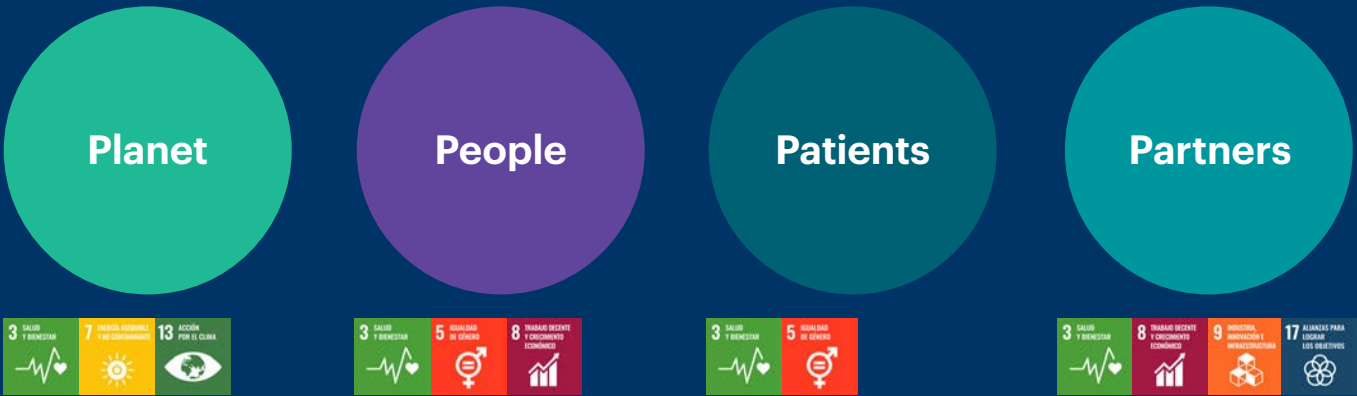 Planet
People
Patients
Partners
3 SALUD
Y BIENESTAR
7 ENERGÍA ASEQUIBLE
Y NO CONTAMINANTE
13 ACCIÓN
POR EL CLIMA
3 SALUD
Y BIENESTAR
5 IGUALDAD
DE GÉNERO
8 TRABAJO DECENTE
Y CRECIMIENTO
ECONÓMICO
3 SALUD
Y BIENESTAR
5 IGUALDAD
DE GÉNERO
3 SALUD
Y BIENESTAR
8 TRABAJO DECENTE
Y CRECIMIENTO
ECONÓMICO
9 INDUSTRIA,
INNOVACIÓN E
INFRAESTRUCTURA
17 ALIANZAS PARA
LOGRAR
LOS OBJETIVOS